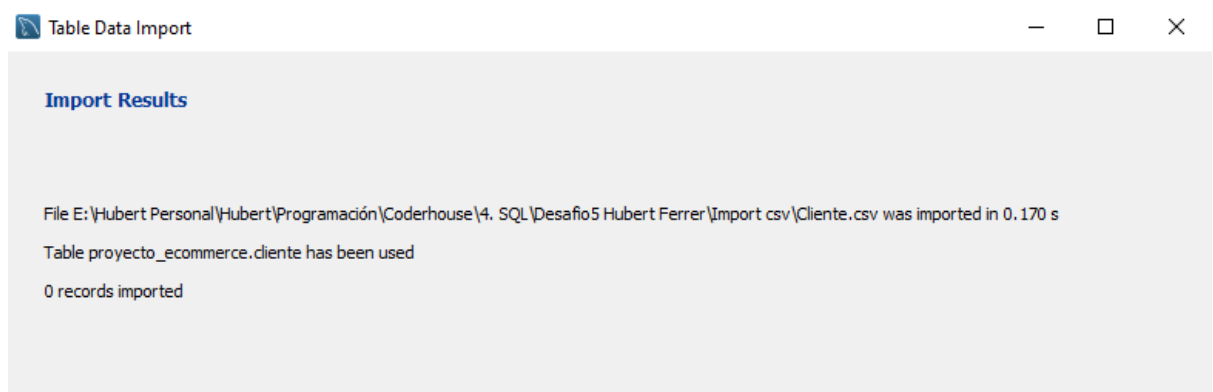 Table Data Import
Import Results
File E:\Hubert Personal\Hubert\Programación\Coderhouse\4. SQL\Desafio5 Hubert Ferrer\Import csv\Cliente.csv was imported in 0.170 s
Table proyecto_ecommerce.cliente has been used
0 records imported